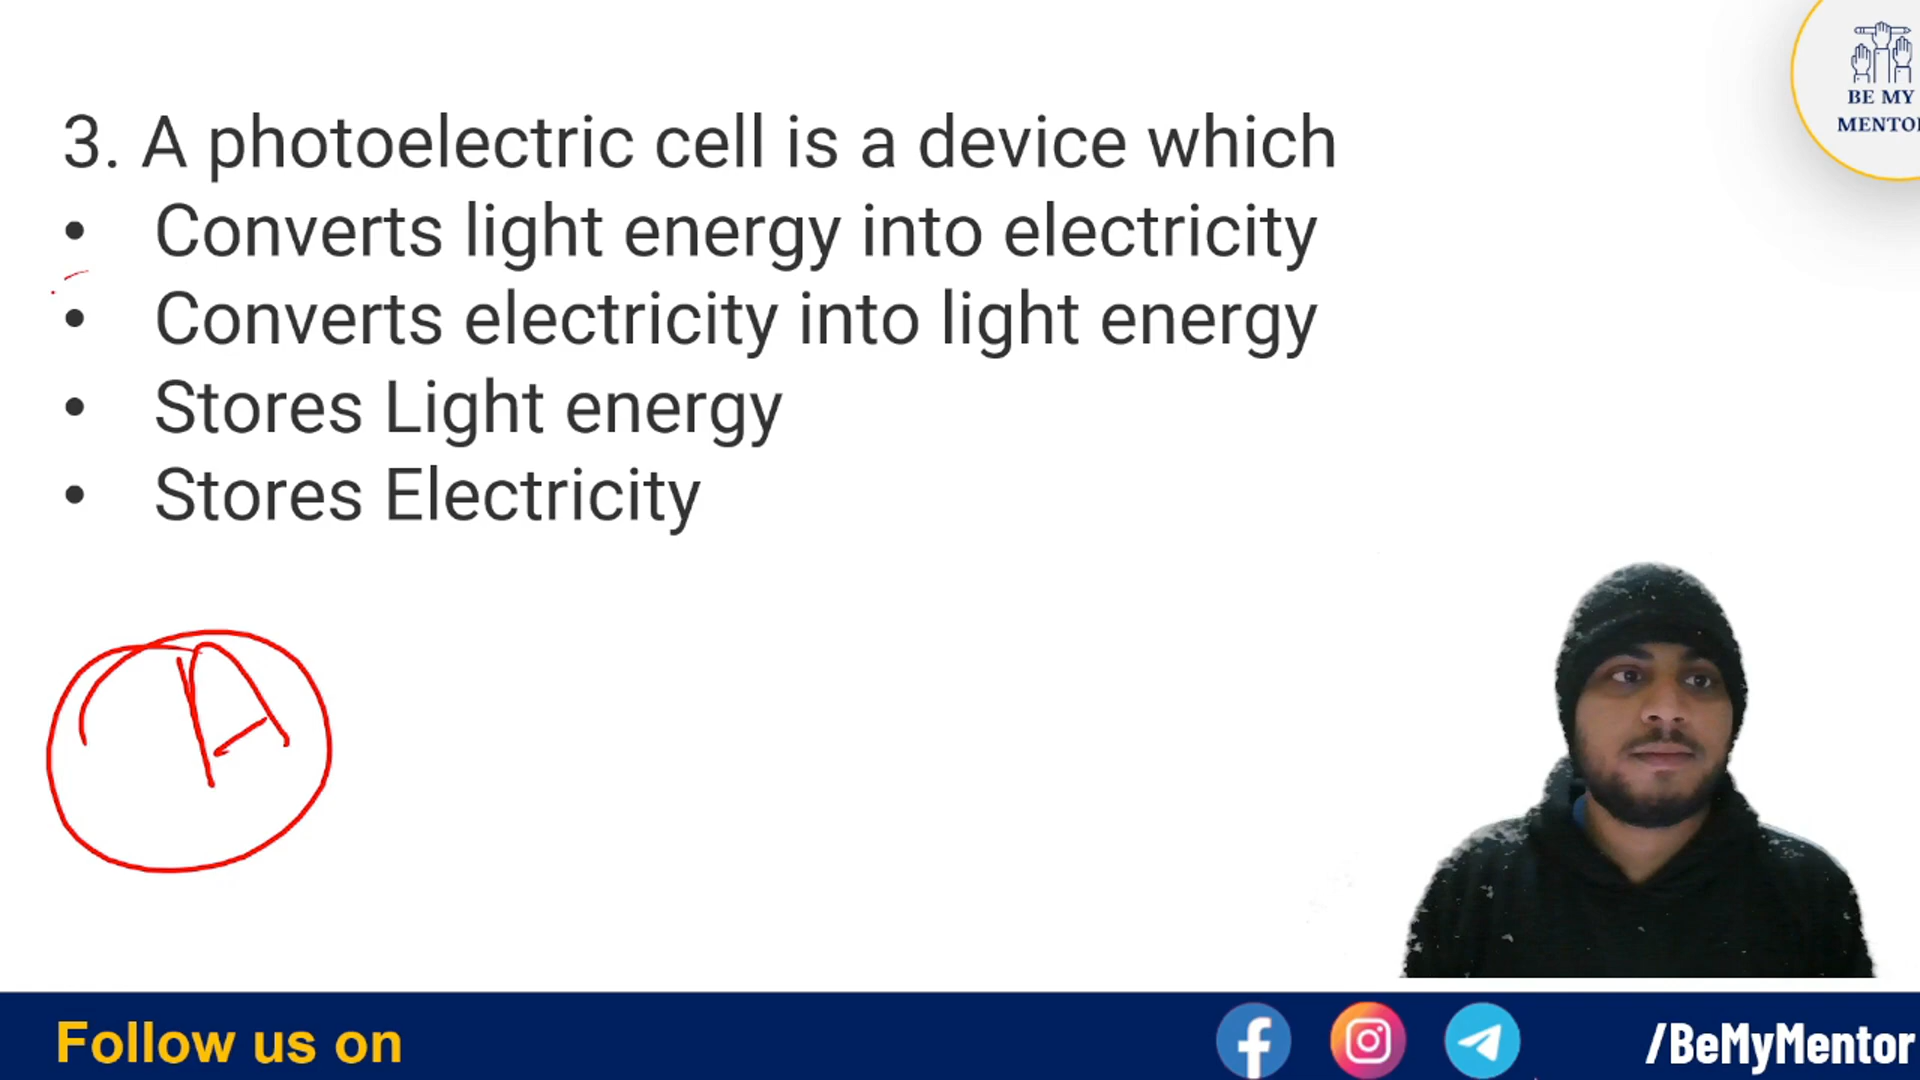 BE MY
MENTO
3. A photoelectric cell is a device which
• Converts light energy into electricity
• Converts electricity into light energy
• Stores Light energy
• Stores Electricity
A
Follow us on
/BeMyMentor